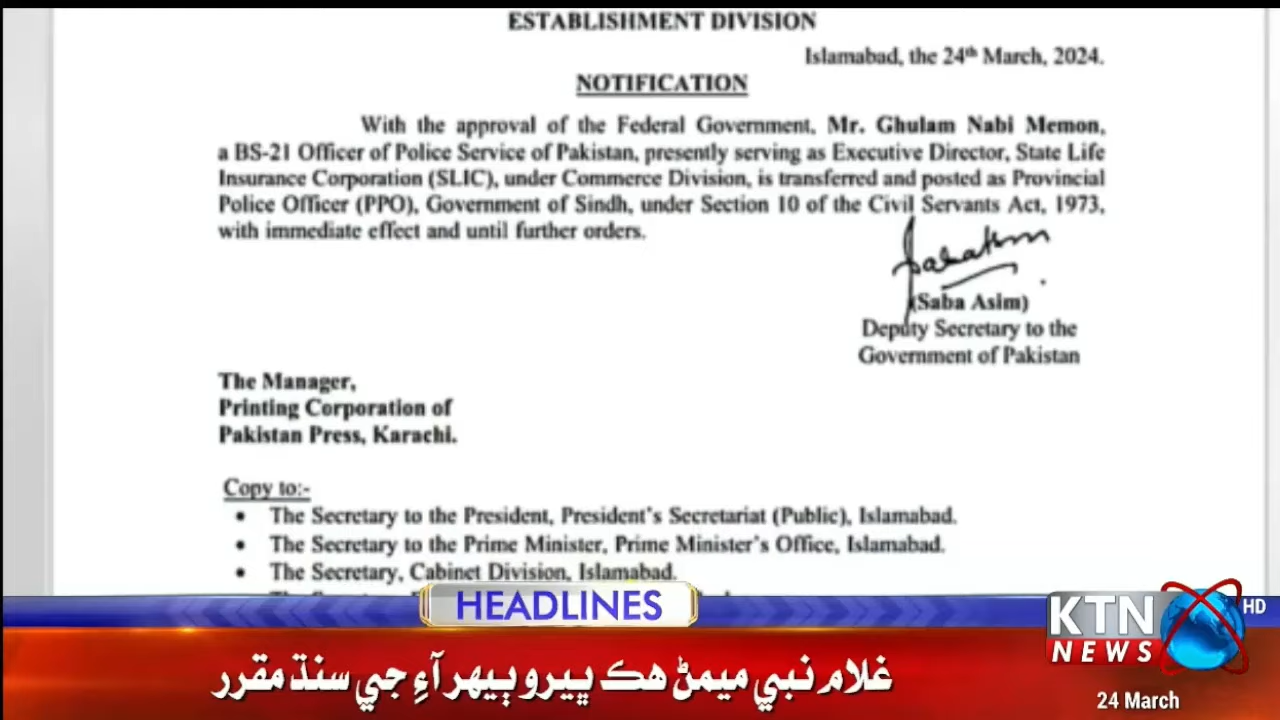 ESTABLISHMENT DIVISION
Islamabad, the 24th March, 2024.
NOTIFICATION
With the approval of the Federal Government, Mr. Ghulam Nabi Memon,
a BS-21 Officer of Police Service of Pakistan, presently serving as Executive Director, State Life
Insurance Corporation (SLIC), under Commerce Division, is transferred and posted as Provincial
Police Officer (PPO), Government of Sindh, under Section 10 of the Civil Servants Act, 1973,
with immediate effect and until further orders.
(Saba Asim)
Deputy Secretary to the
Government of Pakistan
The Manager,
Printing Corporation of
Pakistan Press, Karachi.
Copy to:-
• The Secretary to the President, President's Secretariat (Public), Islamabad.
• The Secretary to the Prime Minister, Prime Minister's Office, Islamabad.
• The Secretary, Cabinet Division, Islamabad.
HEADLINES
KTN HD
NEWS
غلام نبي ميمڻ هڪ ڀيرو ٻيهر آءِ جي سنڌ مقرر
24 March